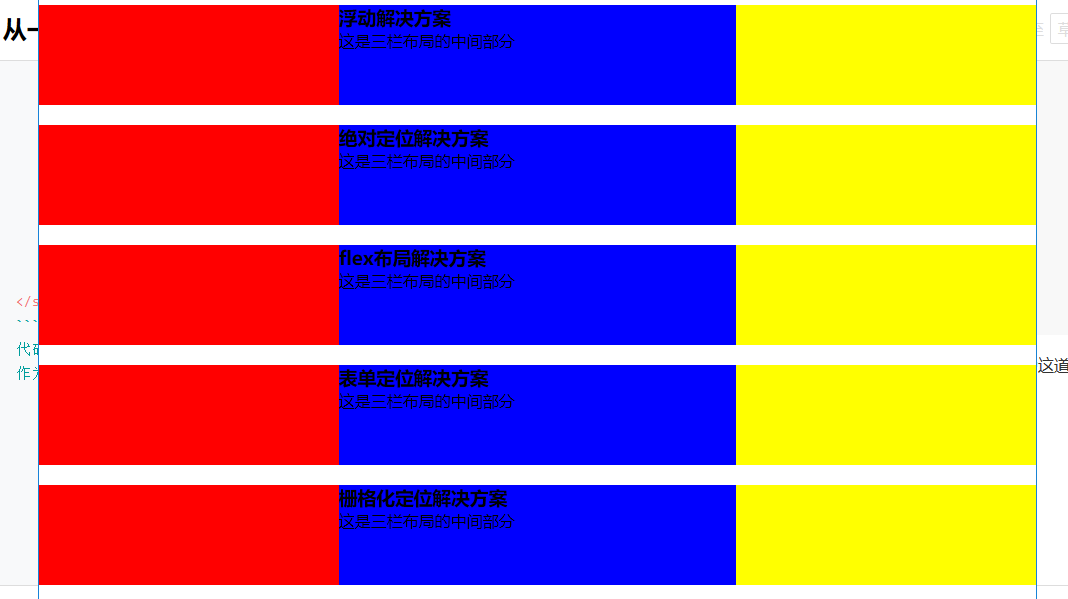 从一
浮动解决方案
这是三栏布局的中间部分
绝对定位解决方案
这是三栏布局的中间部分
flex布局解决方案
这是三栏布局的中间部分
</s
```
代码
作为
这道
表单定位解决方案
这是三栏布局的中间部分
栅格化定位解决方案
这是三栏布局的中间部分